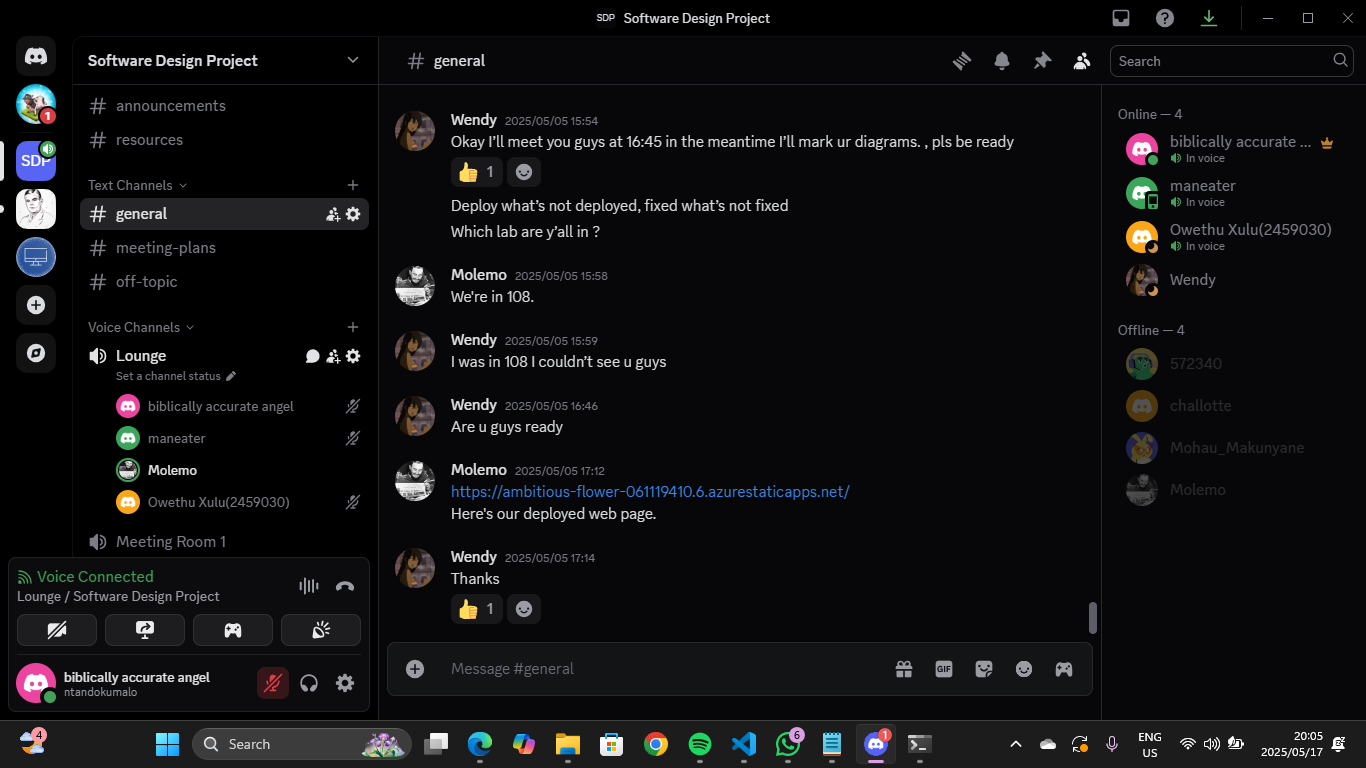 SDP Software Design Project
Software Design Project
general
Search
1
SDP
announcements
resources
Text Channels
general
meeting-plans
off-topic
Voice Channels
Lounge
Set a channel status
biblically accurate angel
maneater
Molemo
Owethu Xulu(2459030)
Meeting Room 1
Voice Connected
Lounge / Software Design Project
biblically accurate angel
ntandokumalo
Wendy 2025/05/05 15:54
Okay I’ll meet you guys at 16:45 in the meantime I’ll mark ur diagrams. , pls be ready
👍 1
Deploy what’s not deployed, fixed what’s not fixed
Which lab are y’all in ?
Molemo 2025/05/05 15:58
We're in 108.
Wendy 2025/05/05 15:59
I was in 108 I couldn’t see u guys
Wendy 2025/05/05 16:46
Are u guys ready
Molemo 2025/05/05 17:12
https://ambitious-flower-061119410.6.azurestaticapps.net/
Here's our deployed web page.
Wendy 2025/05/05 17:14
Thanks
👍 1
Message #general
GIF
Online — 4
biblically accurate ...
In voice
maneater
In voice
Owethu Xulu(2459030)
In voice
Wendy
Offline — 4
572340
challotte
Mohau_Makunyane
Molemo
4
Search
6
1
ENG
US
20:05
2025/05/17